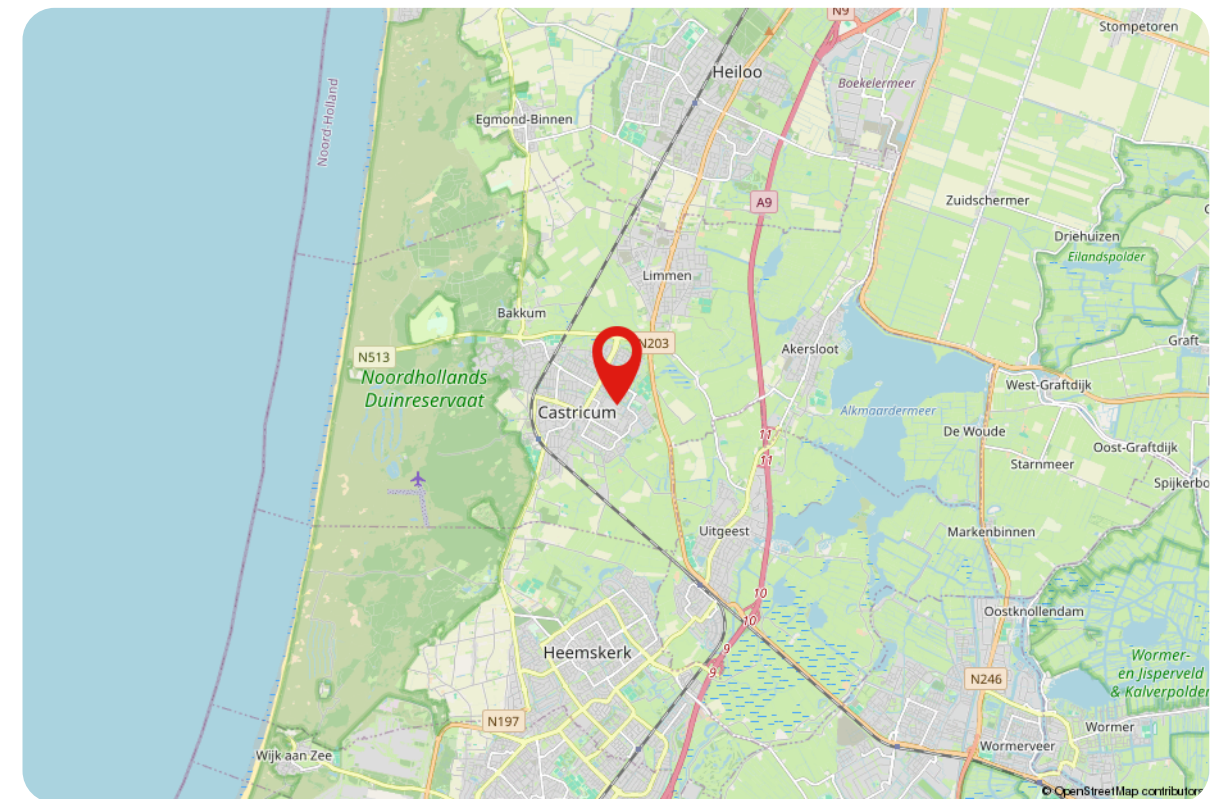 N9
Stompetoren
Heiloo
Boekelermeer
Noord-Holland
Egmond-Binnen
A9
Zuidschermer
Driehuizen
Eilandspolder
Limmen
Bakkum
N203
Akersloot
Graft
N513
Noordhollands
Duinreservaat
West-Graftdijk
Castricum
Alkmaardermeer
De Woude
11
11
Oost-Graftdijk
Starnmeer
Spijkerbo
Uitgeest
Markenbinnen
10
10
Oostknollendam
9
9
Heemskerk
Wormer-
en Jisperveld
& Kalverpolder
N246
N197
Wormer
Wijk aan Zee
Wormerveer
© OpenStreetMap contributors